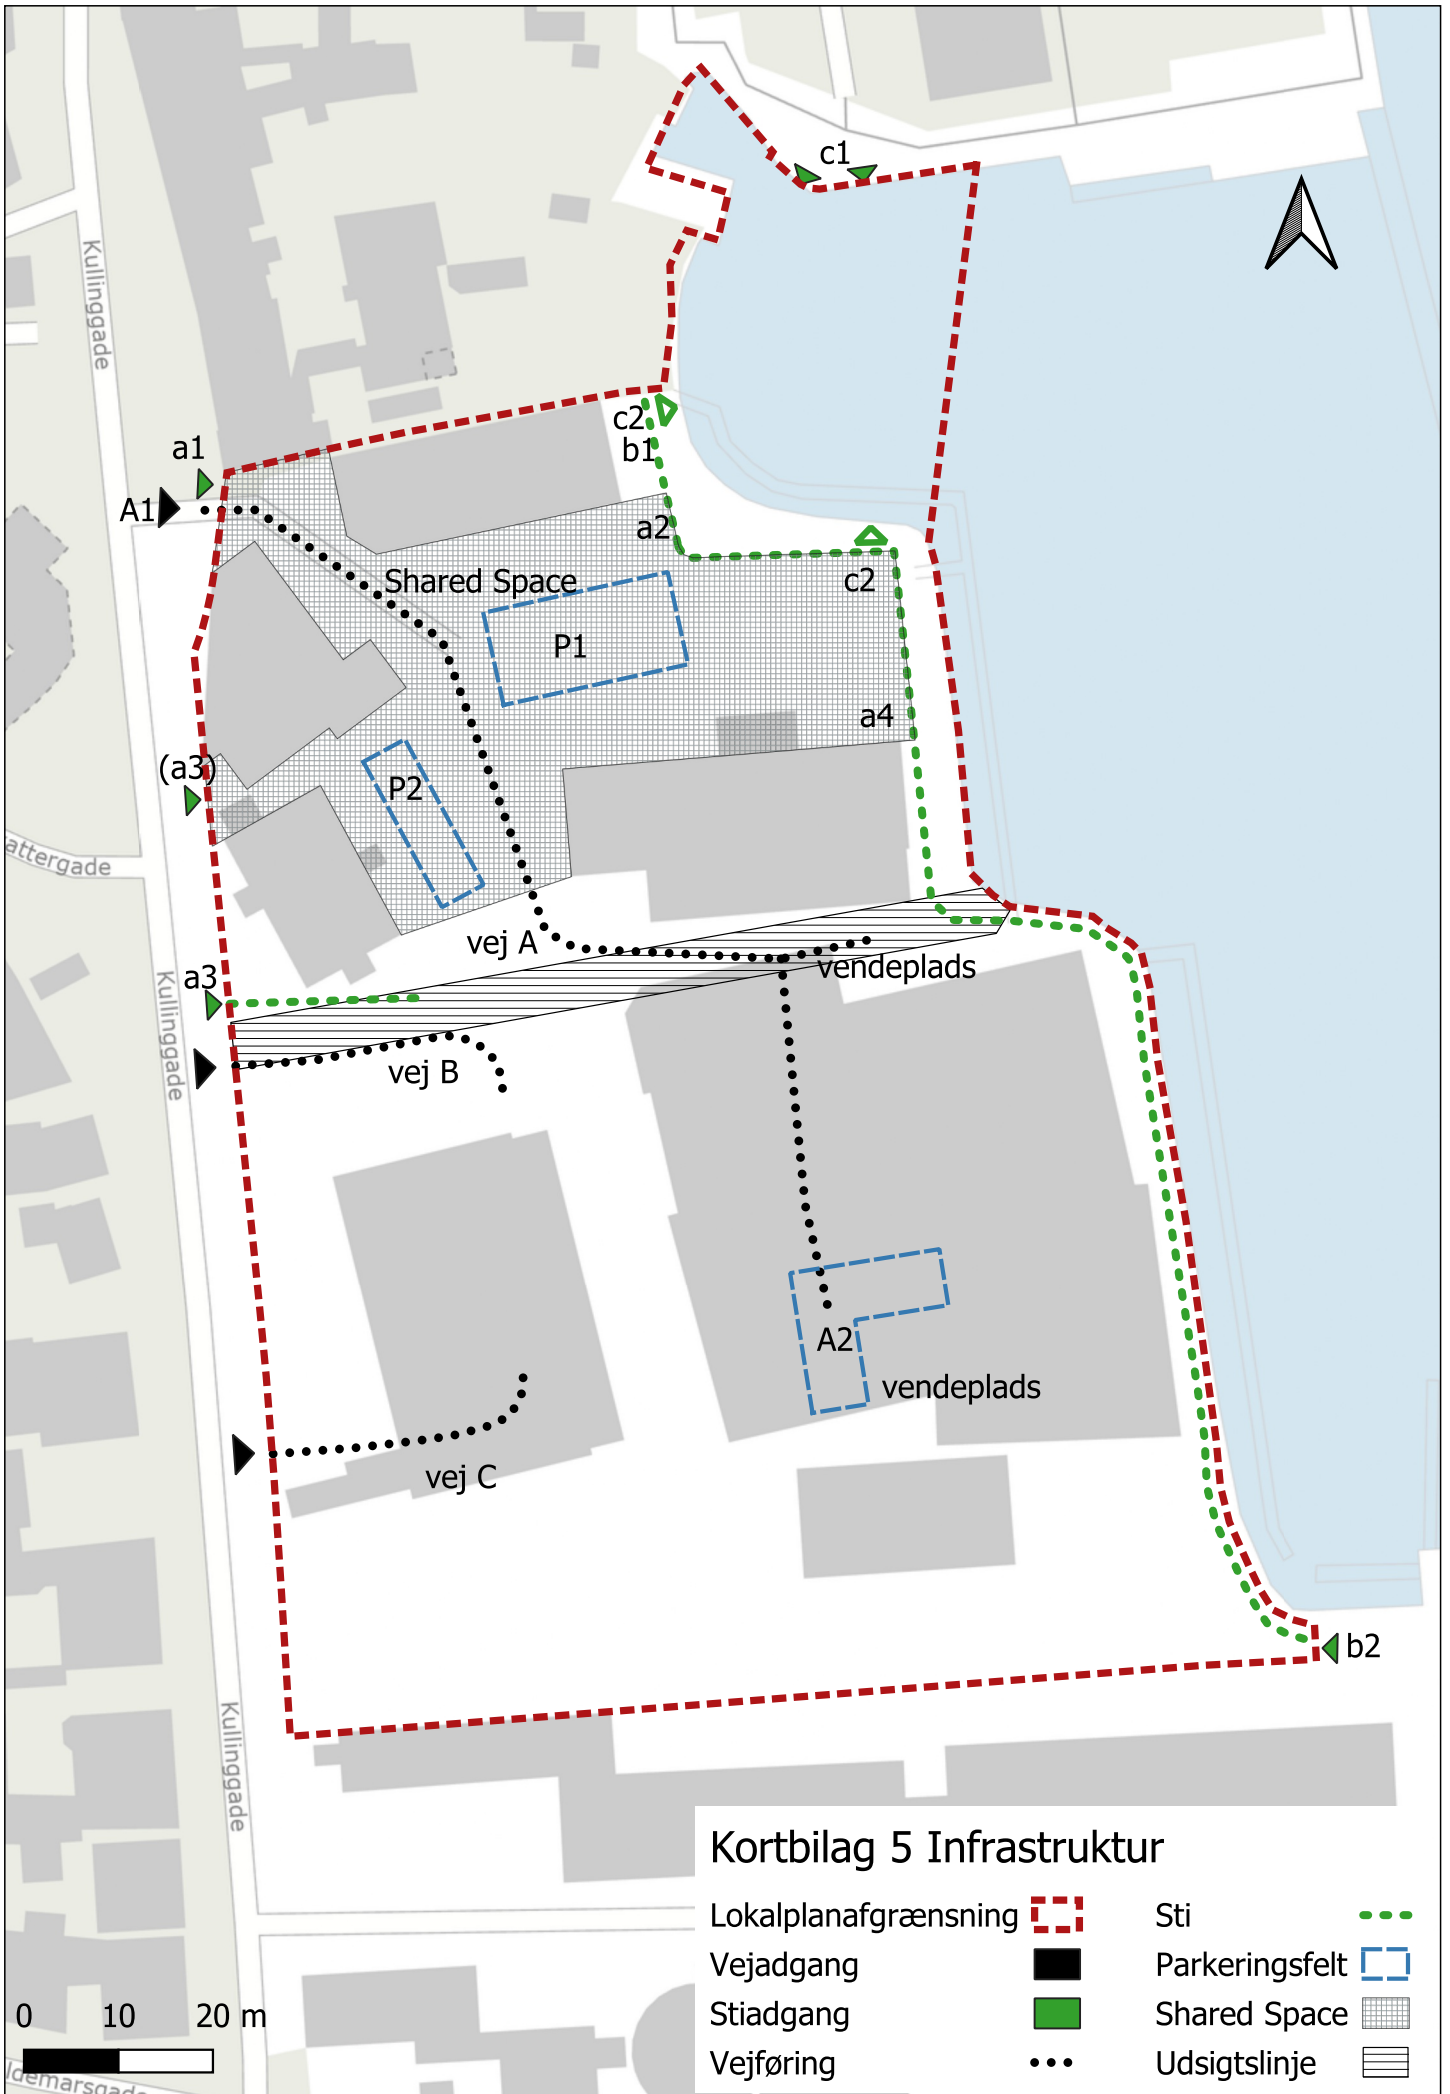 c1
Kullinggade
c2
b1
a1
A1
a2
Shared Space
c2
P1
a4
(a3)
P2
attergade
vej A
vendeplads
a3
Kullinggade
vej B
A2
vendeplads
vej C
b2
Kullinggade
Kortbilag 5 Infrastruktur
Lokalplanafgrænsning
Vejadgang
Stiadgang
Vejføring
Sti
Parkeringsfelt
Shared Space
Udsigtslinje
0 10 20 m
ldemarsgade